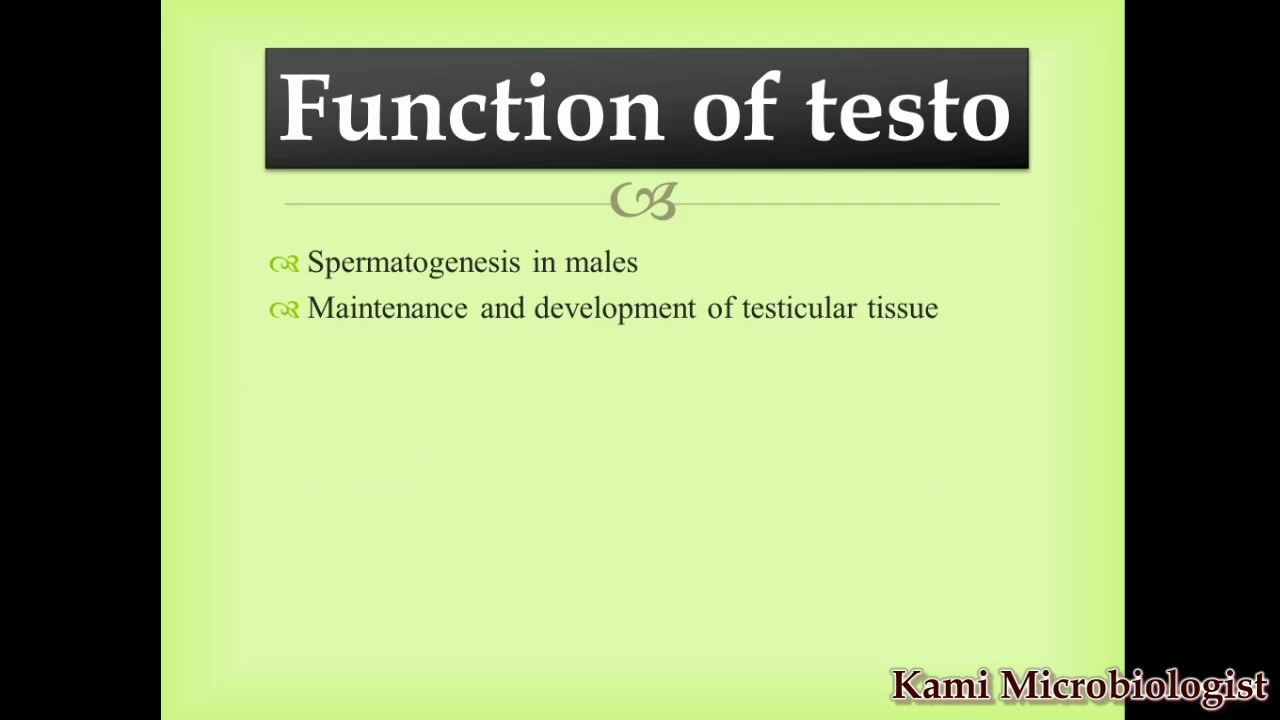 Function of testo
Spermatogenesis in males
Maintenance and development of testicular tissue
Kami Microbiologist